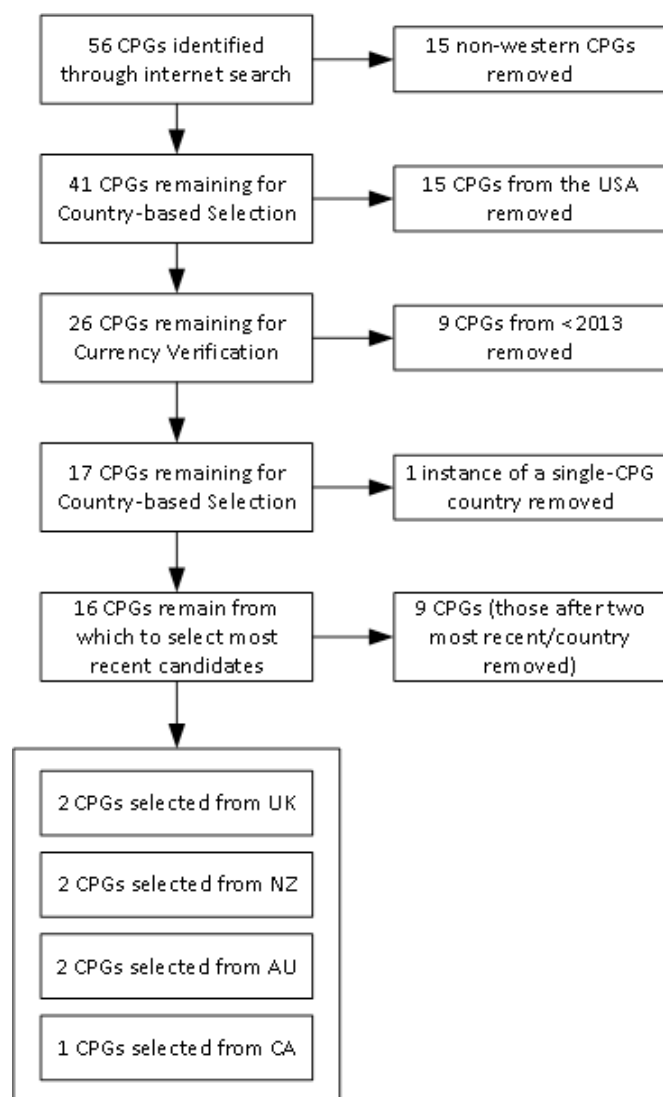 56 CPGs identified
through internet search
15 non-western CPGs
removed
41 CPGs remaining for
Country-based Selection
15 CPGs from the USA
removed
26 CPGs remaining for
Currency Verification
9 CPGs from <2013
removed
17 CPGs remaining for
Country-based Selection
1 instance of a single-CPG
country removed
16 CPGs remain from
which to select most
recent candidates
9 CPGs (those after two
most recent/country
removed)
2 CPGs selected from UK
2 CPGs selected from NZ
2 CPGs selected from AU
1 CPGs selected from CA